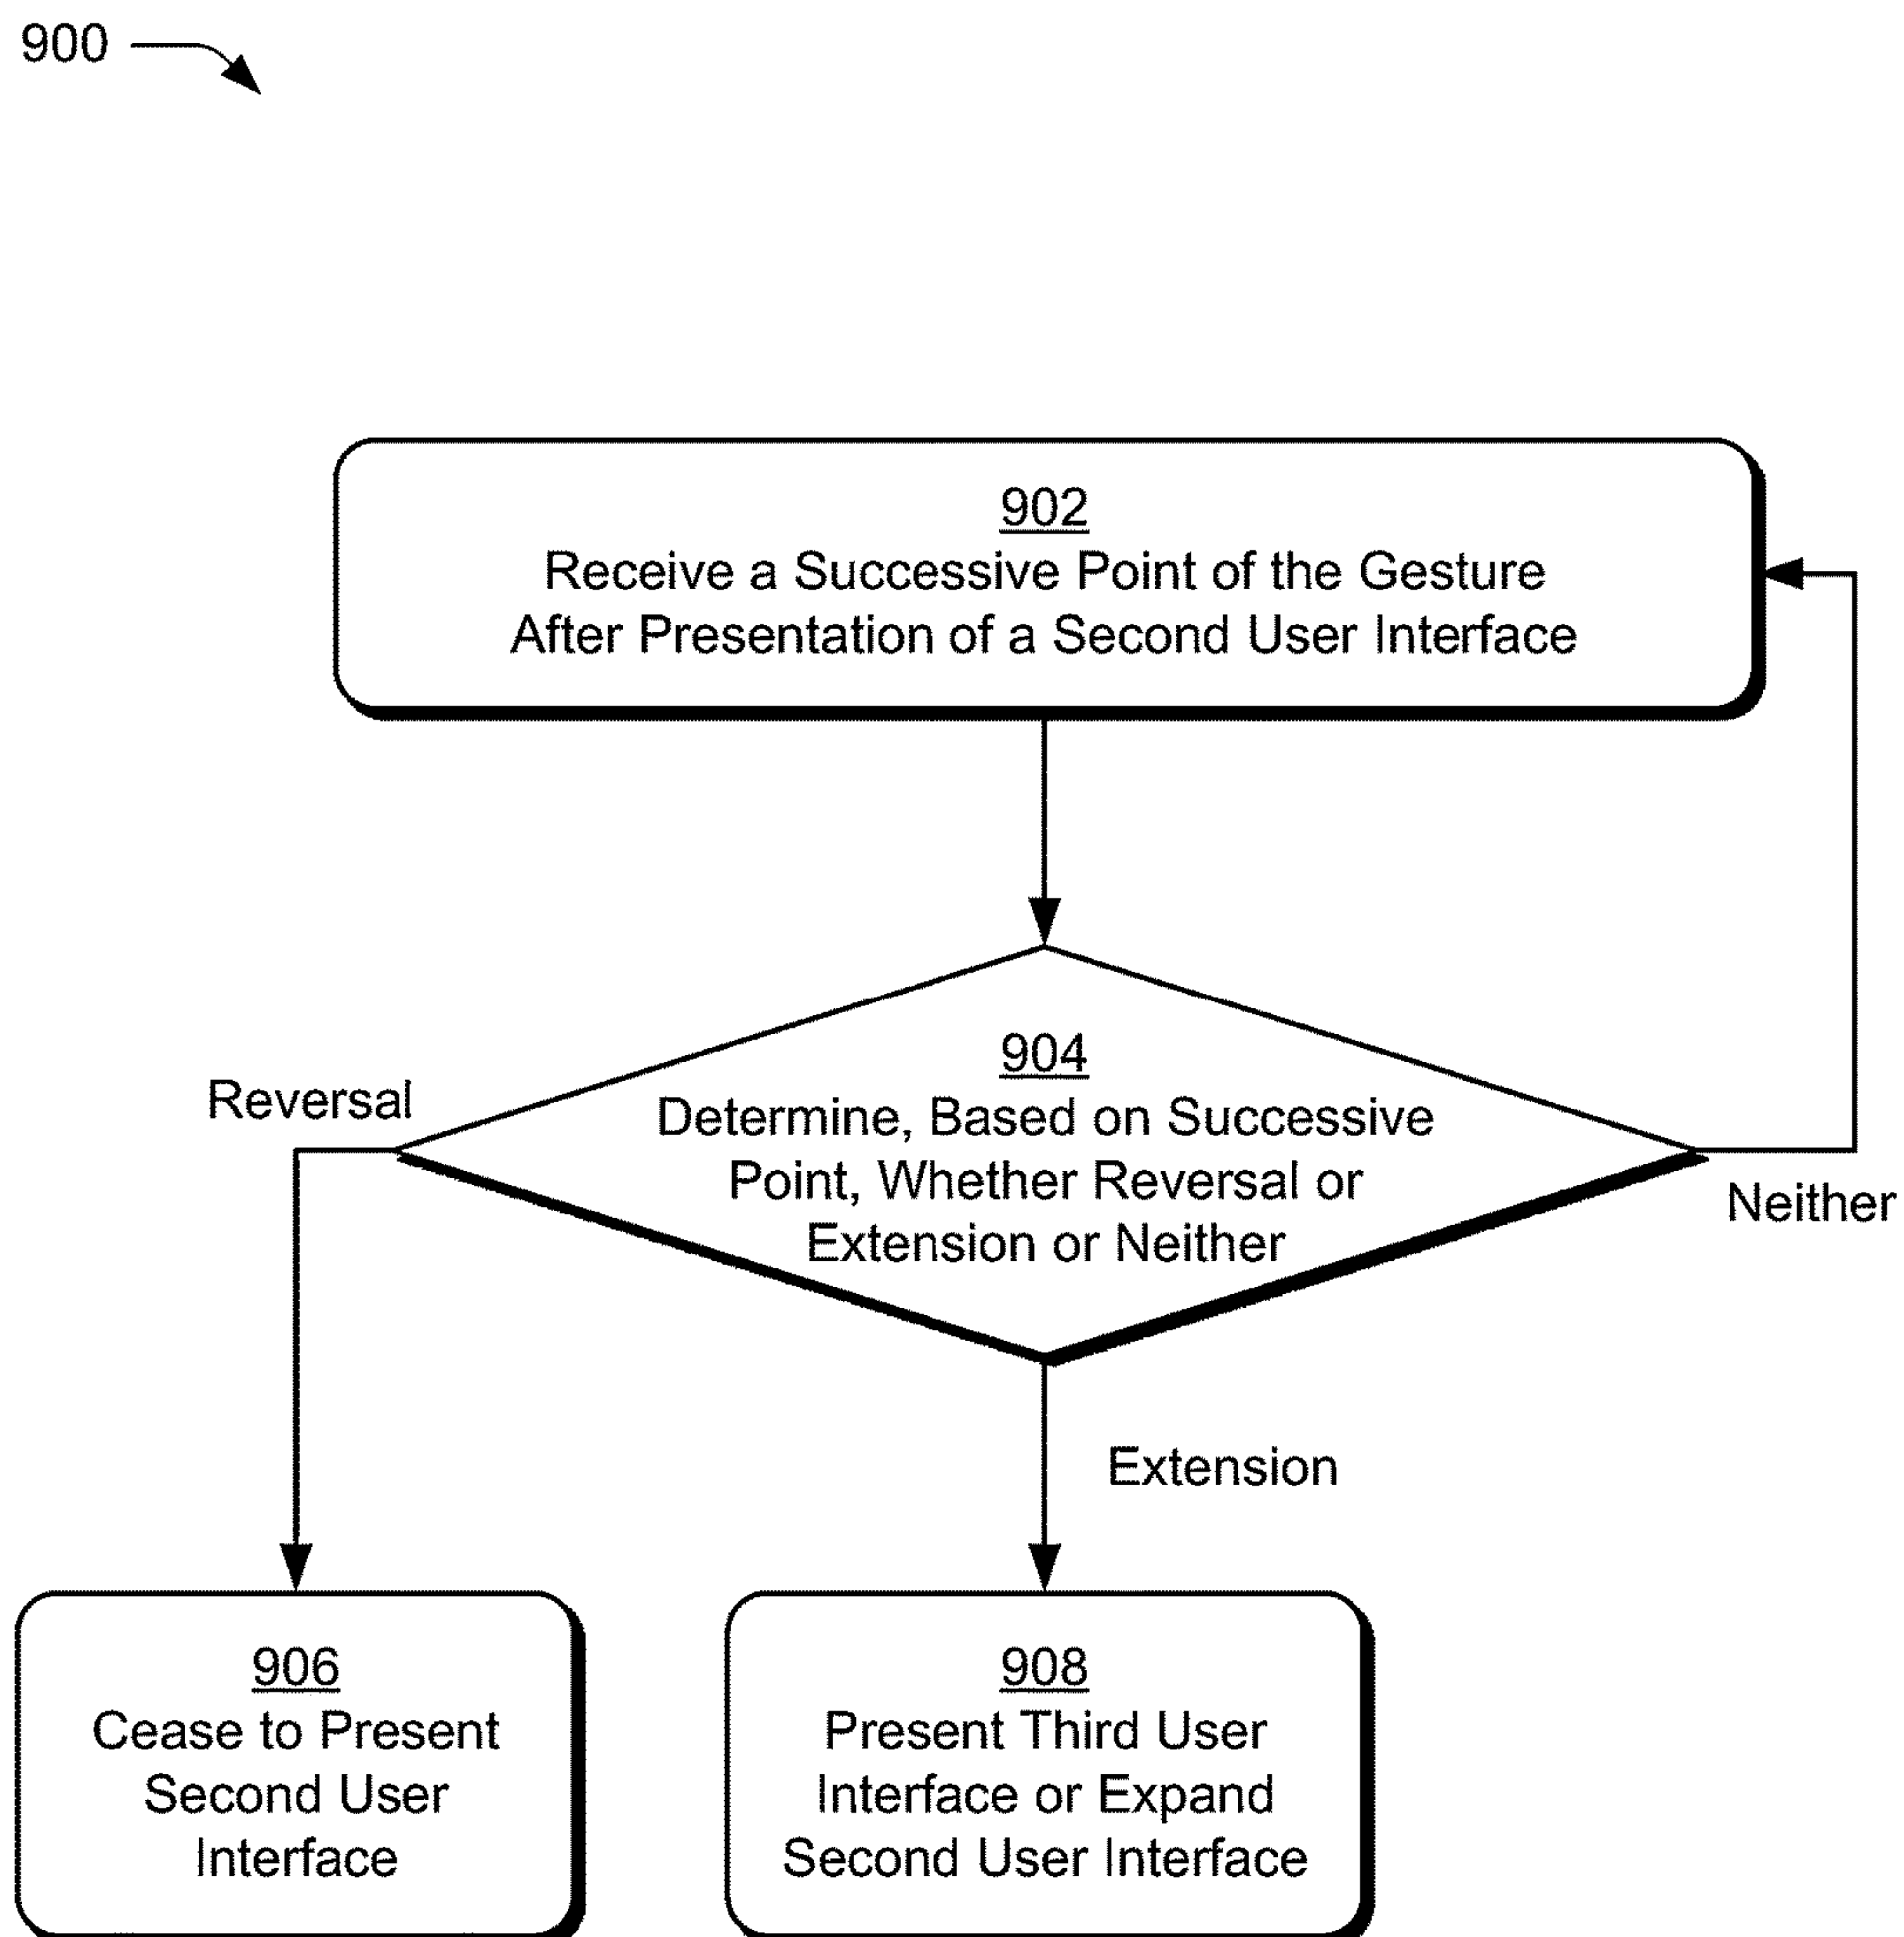 900
902
Receive a Successive Point of the Gesture
After Presentation of a Second User Interface
904
Determine, Based on Successive
Point, Whether Reversal or
Extension or Neither
Reversal
Neither
Extension
906
Cease to Present
Second User
Interface
908
Present Third User
Interface or Expand
Second User Interface